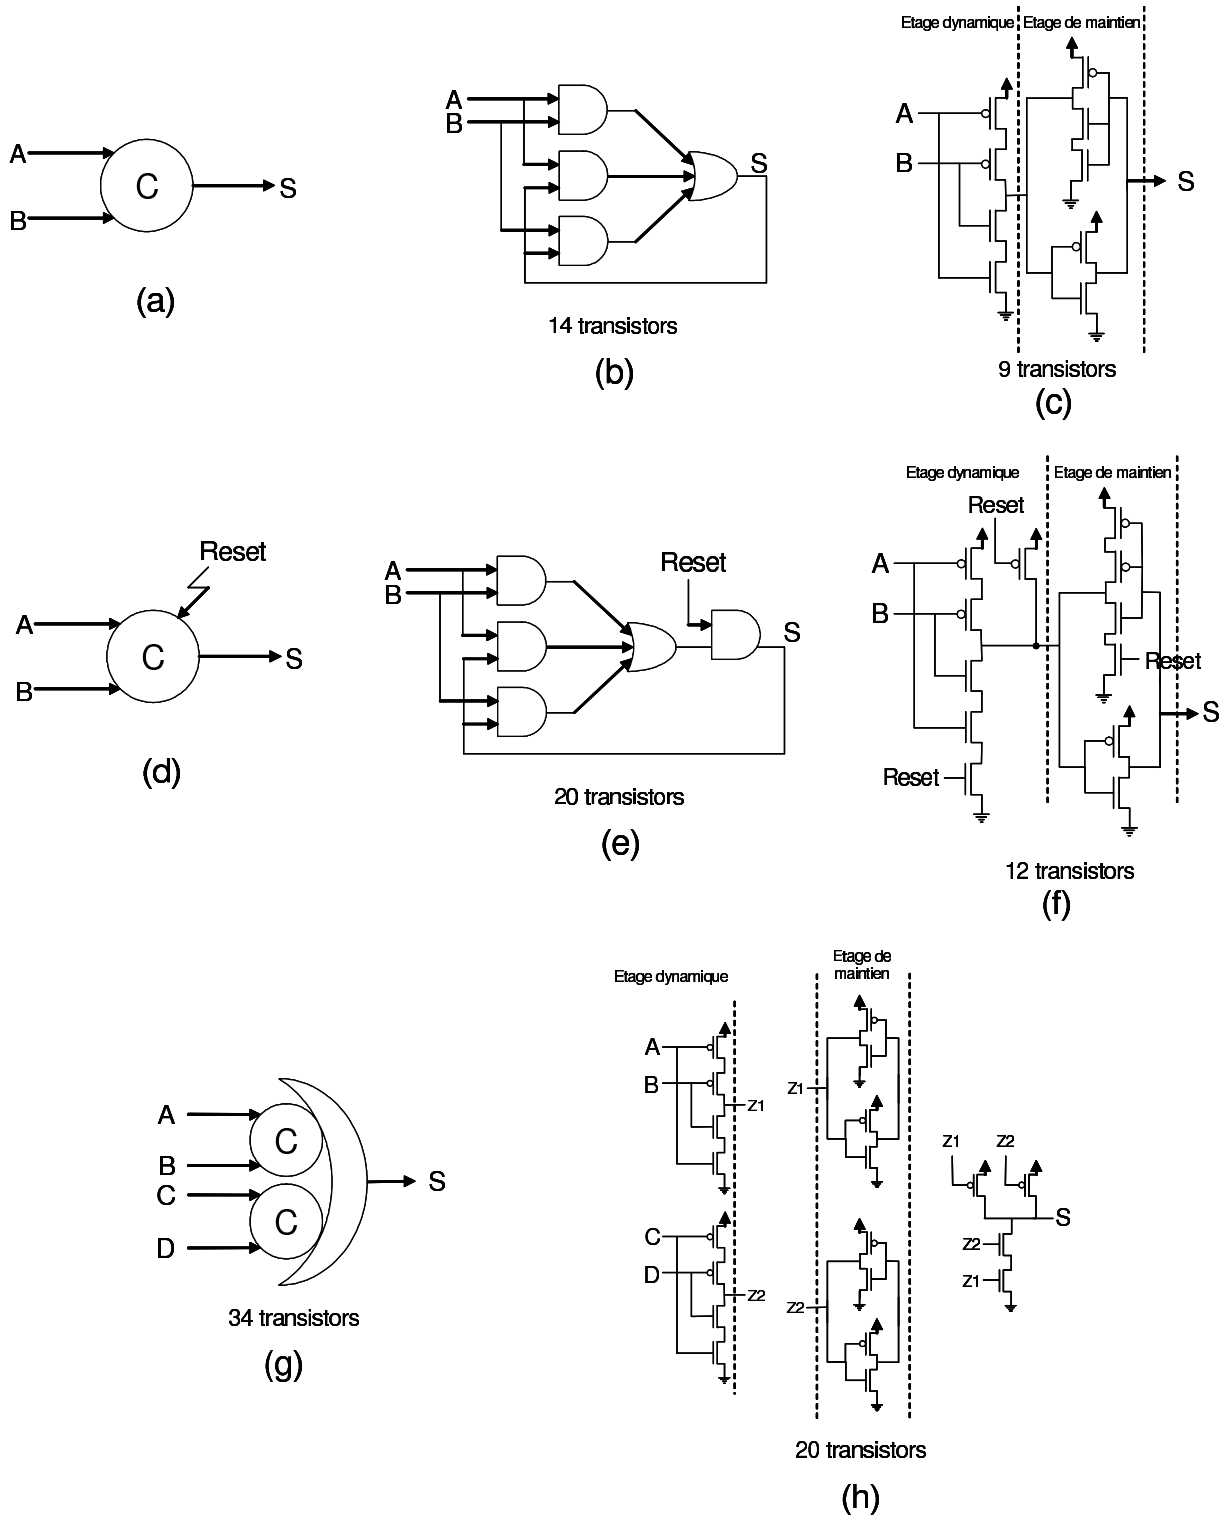 Etage dynamique Etage de maintien
A
B
C
S
(a)
A
B
S
14 transistors
(b)
A
B
S
9 transistors
(c)
Reset
A
B
C
S
(d)
A
B
Reset
S
20 transistors
(e)
Etage dynamique Etage de maintien
Reset
A
B
Reset
S
Reset
12 transistors
(f)
A
B
C
D
C
C
S
34 transistors
(g)
Etage dynamique
Etage de
maintien
A
B
Z1
C
D
Z2
Z1
Z2
Z1 Z2
S
Z2
Z1
20 transistors
(h)